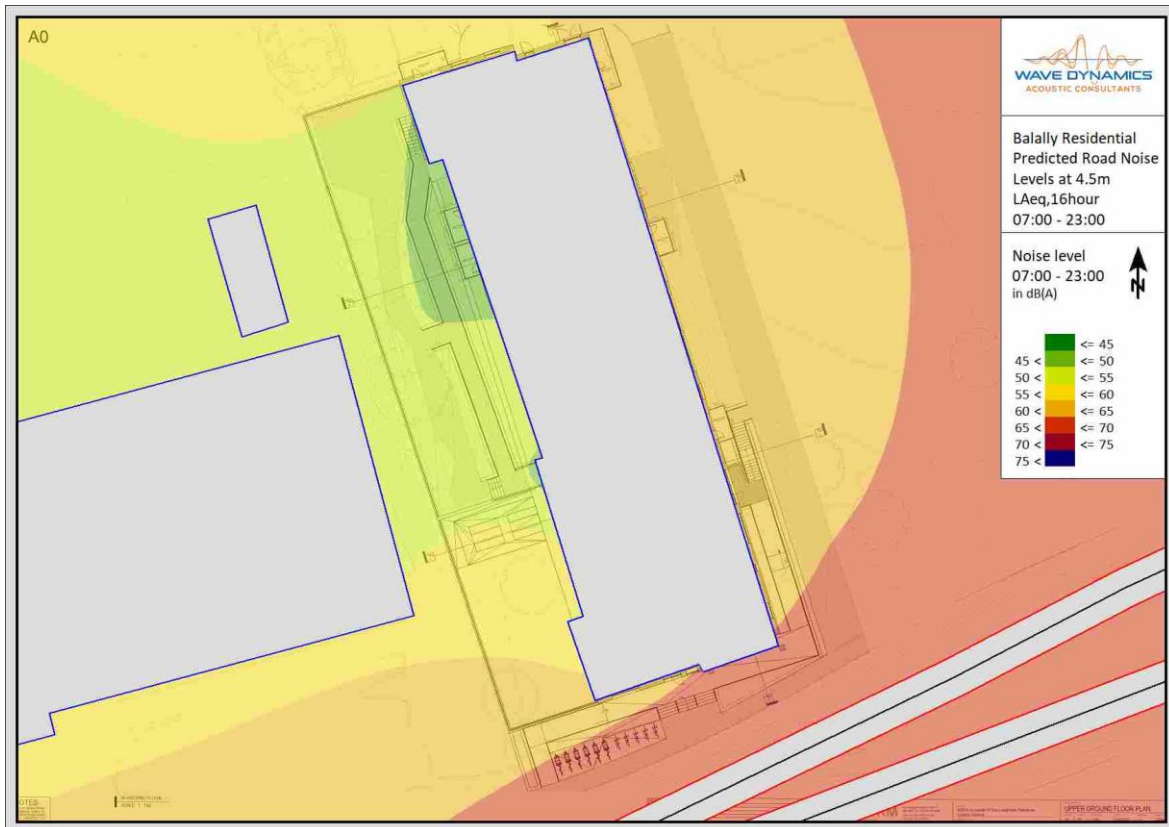 A0
WAVE DYNAMICS
ACOUSTIC CONSULTANTS
Balally Residential
Predicted Road Noise
Levels at 4.5m
LAeq,16hour
07:00 - 23:00
Noise level
07:00 - 23:00
in dB(A)
N
<= 45
45 < <= 50
50 < <= 55
55 < <= 60
60 < <= 65
65 < <= 70
70 < <= 75
75 <
UPPER GROUND FLOOR PLAN